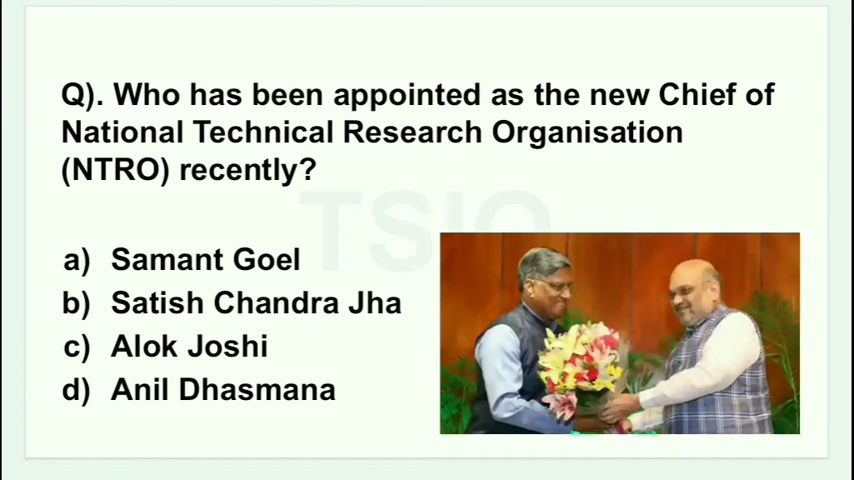 Q). Who has been appointed as the new Chief of
National Technical Research Organisation
(NTRO) recently?
TSIO
a) Samant Goel
b) Satish Chandra Jha
c) Alok Joshi
d) Anil Dhasmana